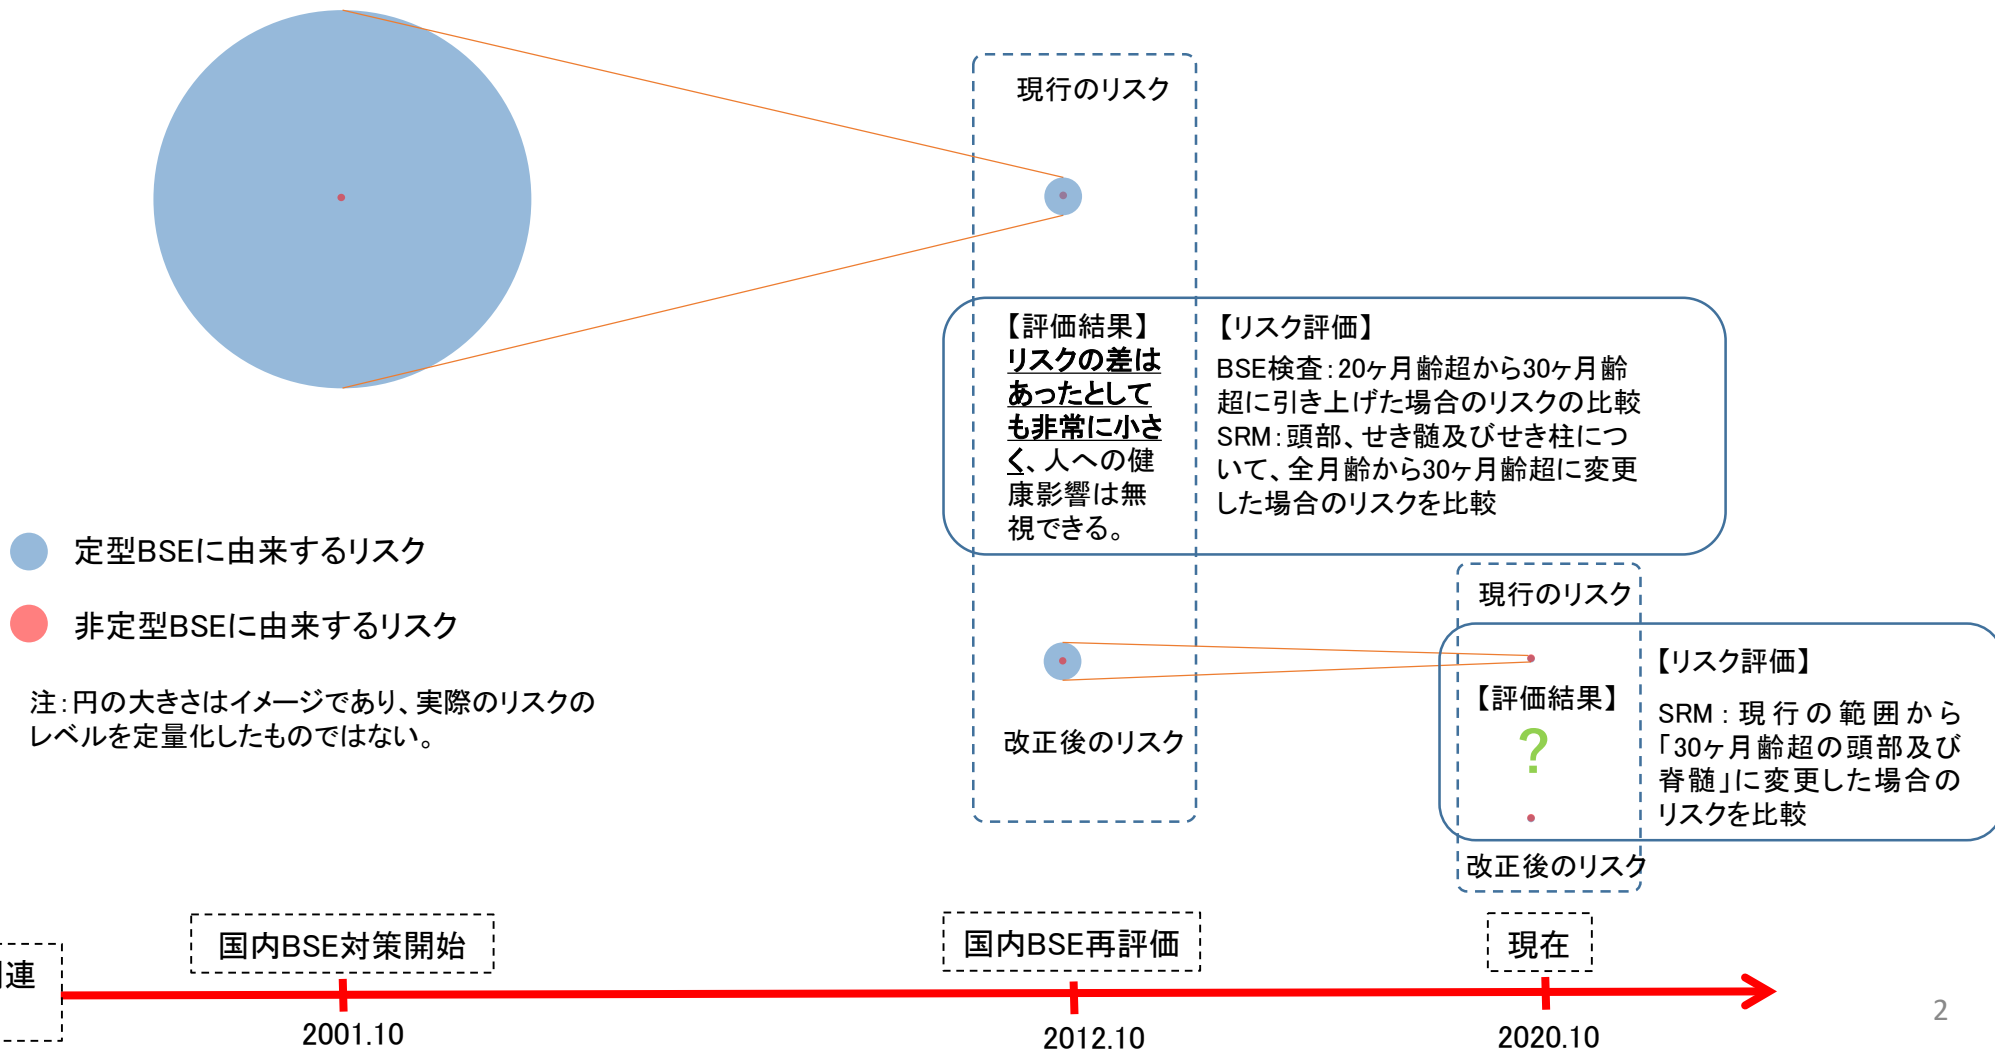 現行のリスク
【評価結果】
リスクの差は
あったとして
も非常に小さ
く、人への健
康影響は無
視できる。
【リスク評価】
BSE検査：20ヶ月齢超から30ヶ月齢
超に引き上げた場合のリスクの比較
SRM：頭部、せき髄及びせき柱につ
いて、全月齢から30ヶ月齢超に変更
した場合のリスクを比較
定型BSEに由来するリスク
非定型BSEに由来するリスク
注：円の大きさはイメージであり、実際のリスクの
レベルを定量化したものではない。
改正後のリスク
現行のリスク
【評価結果】
？
改正後のリスク
【リスク評価】
SRM：現行の範囲から
「30ヶ月齢超の頭部及び
脊髄」に変更した場合の
リスクを比較
連
国内BSE対策開始
国内BSE再評価
現在
2001.10
2012.10
2020.10
2